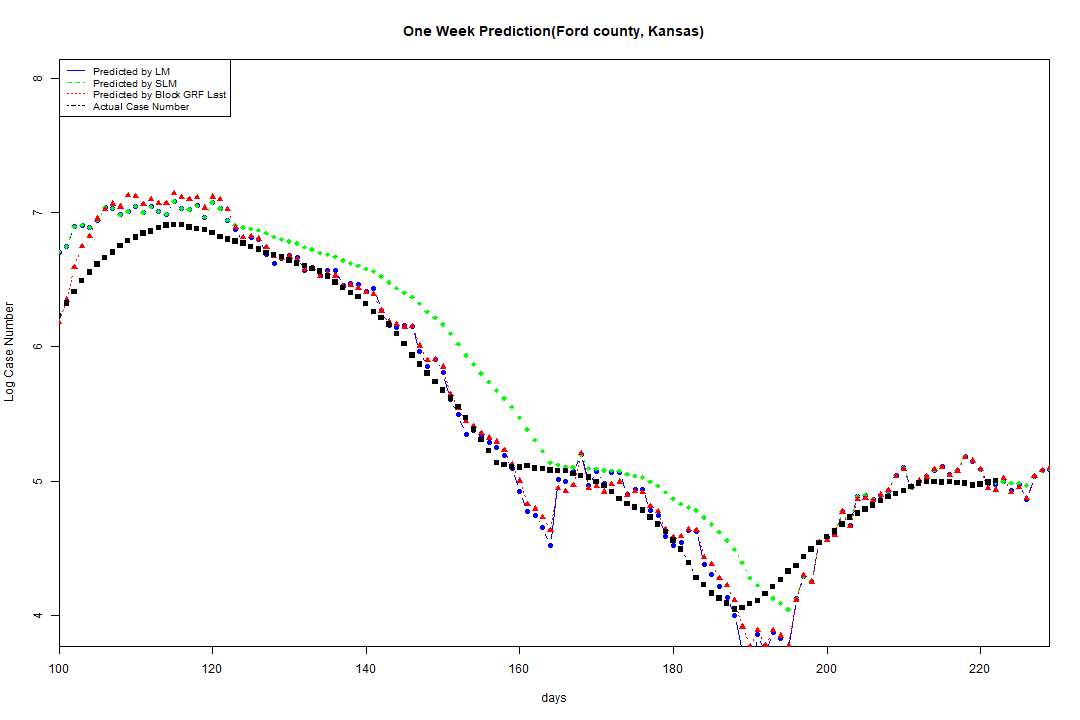 One Week Prediction(Ford county, Kansas)
Predicted by LM
Predicted by SLM
Predicted by Block GRF Last
Actual Case Number
8
7
6
5
4
Log Case Number
100 120 140 160 180 200 220
days